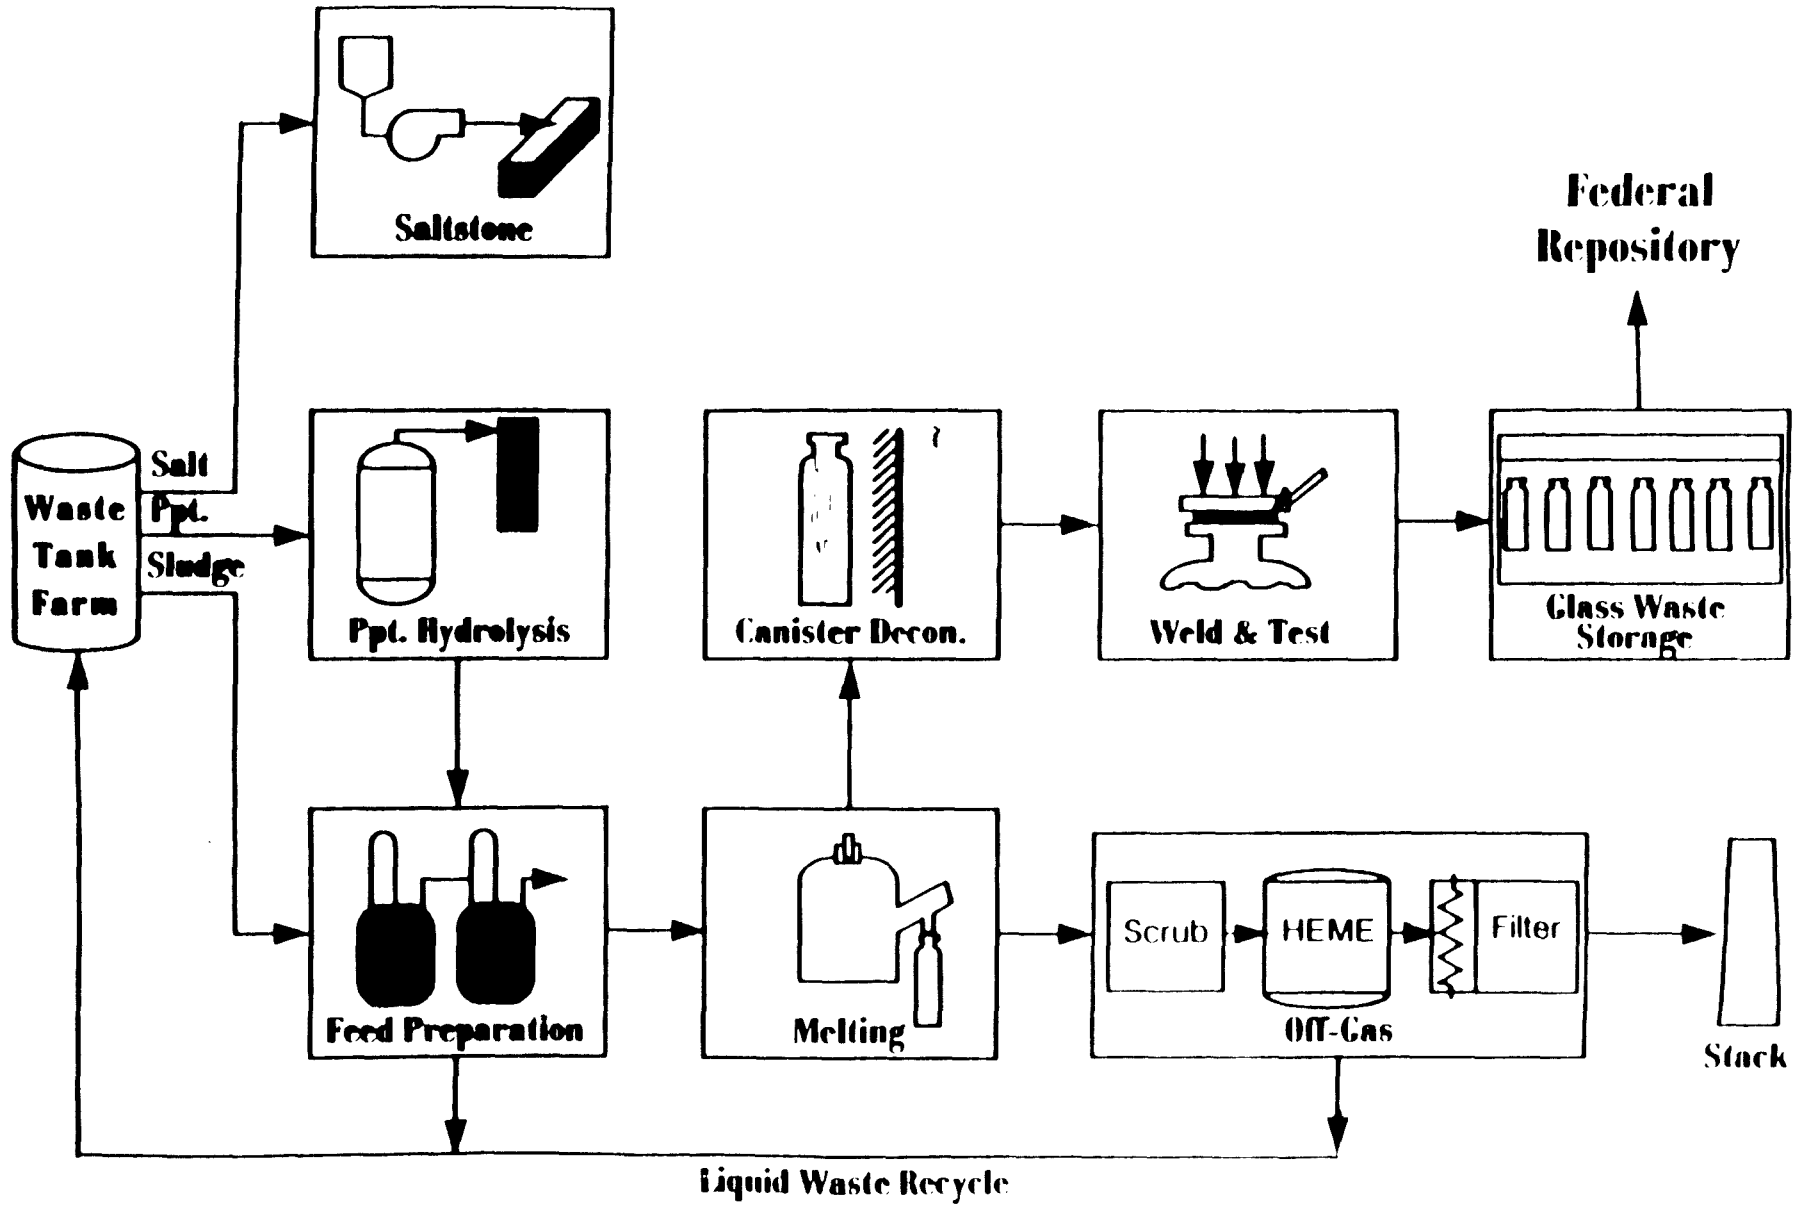 Saltstone
Federal
Repository
Salt
Ppt.
Sludge
Waste
Tank
Farm
Ppt. Hydrolysis
Canister Decon.
Weld & Test
Glass Waste
Storage
Feed Preparation
Melting
Scrub
HEME
Filter
Off-Gas
Stack
Liquid Waste Recycle